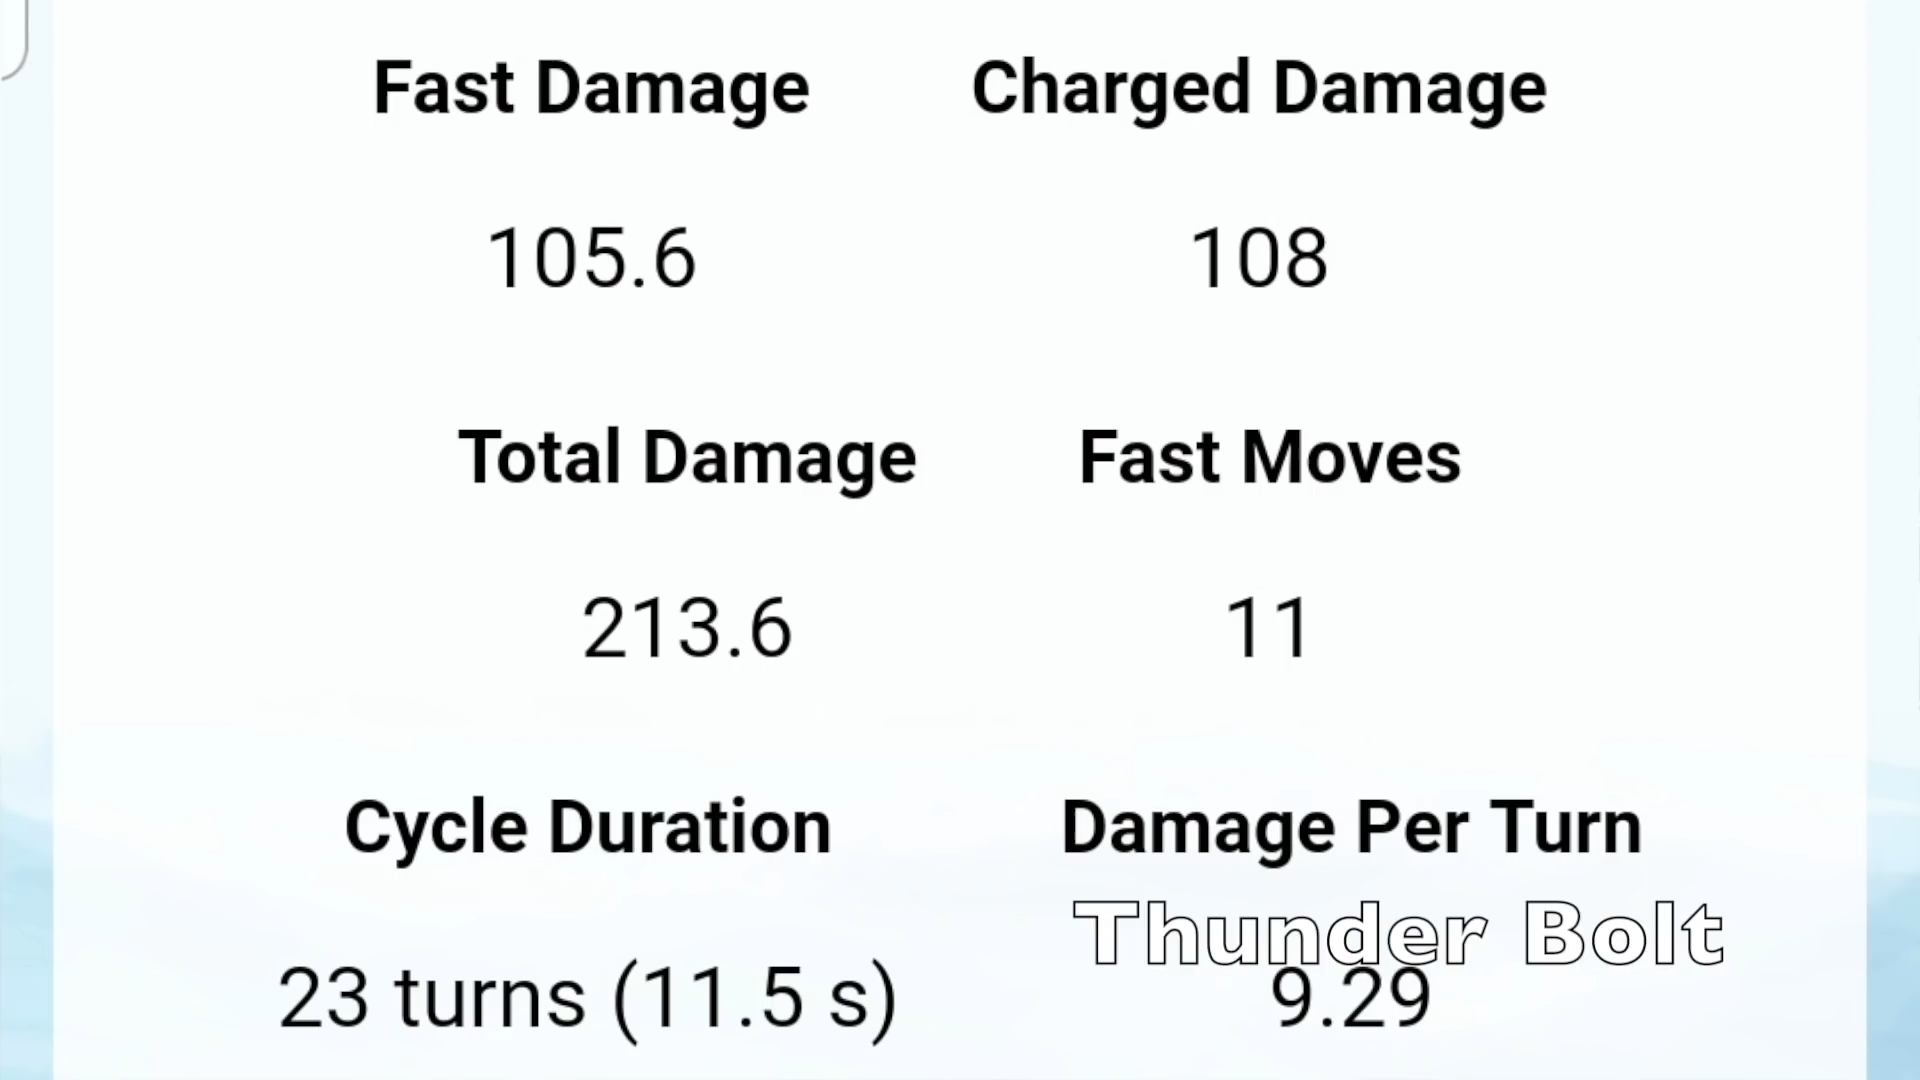 Fast Damage Charged Damage
105.6 108
Total Damage Fast Moves
213.6 11
Cycle Duration Damage Per Turn
Thunder Bolt
23 turns (11.5 s) 9.29